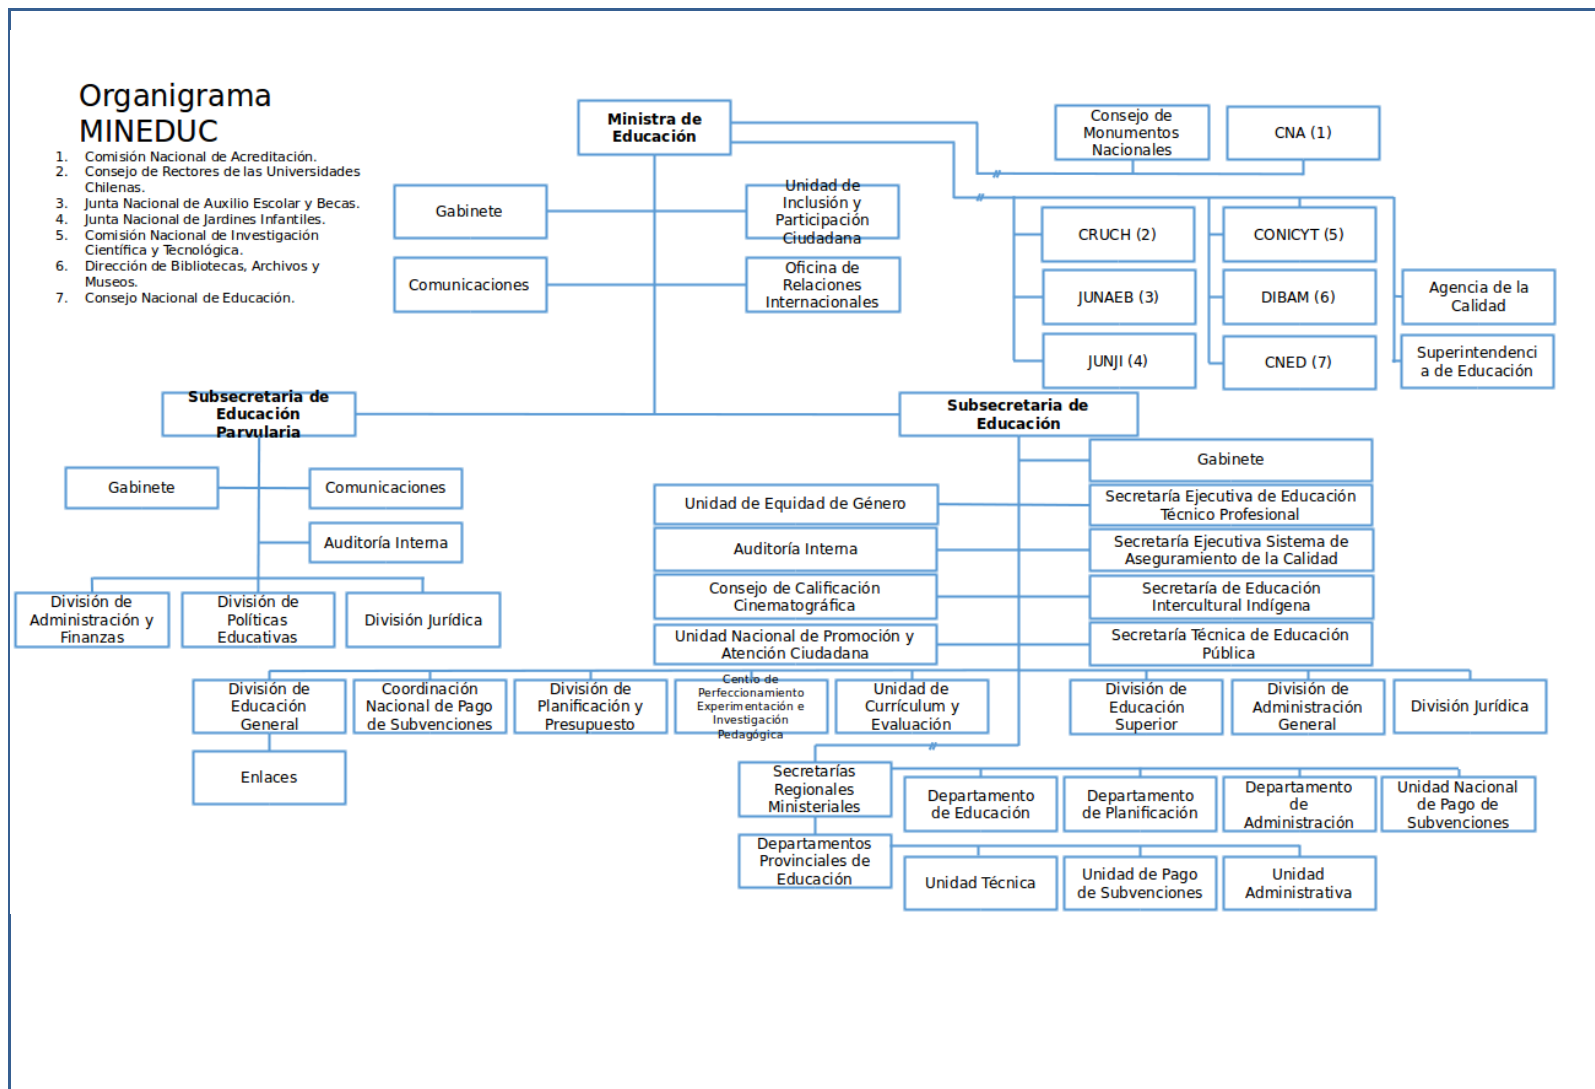 Organigrama
MINEDUC
1. Comisión Nacional de Acreditación.
2. Consejo de Rectores de las Universidades
Chilenas.
3. Junta Nacional de Auxilio Escolar y Becas.
4. Junta Nacional de Jardines Infantiles.
5. Comisión Nacional de Investigación
Científica y Tecnológica.
6. Dirección de Bibliotecas, Archivos y
Museos.
7. Consejo Nacional de Educación.
Ministra de
Educación
Consejo de
Monumentos
Nacionales
CNA (1)
Gabinete
Unidad de
Inclusión y
Participación
Ciudadana
Comunicaciones
Oficina de
Relaciones
Internacionales
CRUCH (2)
CONICYT (5)
JUNAEB (3)
DIBAM (6)
Agencia de la
Calidad
JUNJI (4)
CNED (7)
Superintendenci
a de Educación
Subsecretaria de
Educación
Parvularia
Subsecretaria de
Educación
Gabinete
Comunicaciones
Auditoría Interna
División de
Administración y
Finanzas
División de
Políticas
Educativas
División Jurídica
Gabinete
Unidad de Equidad de Género
Secretaría Ejecutiva de Educación
Técnico Profesional
Auditoría Interna
Secretaría Ejecutiva Sistema de
Aseguramiento de la Calidad
Consejo de Calificación
Cinematográfica
Secretaría de Educación
Intercultural Indígena
Unidad Nacional de Promoción y
Atención Ciudadana
Secretaría Técnica de Educación
Pública
División de
Educación
General
Coordinación
Nacional de Pago
de Subvenciones
División de
Planificación y
Presupuesto
Centro de
Perfeccionamiento
Experimentación e
Investigación
Pedagógica
Unidad de
Currículum y
Evaluación
División de
Educación
Superior
División de
Administración
General
División Jurídica
Enlaces
Secretarías
Regionales
Ministeriales
Departamento
de Educación
Departamento
de Planificación
Departamento
de
Administración
Unidad Nacional
de Pago de
Subvenciones
Departamentos
Provinciales de
Educación
Unidad Técnica
Unidad de Pago
de Subvenciones
Unidad
Administrativa